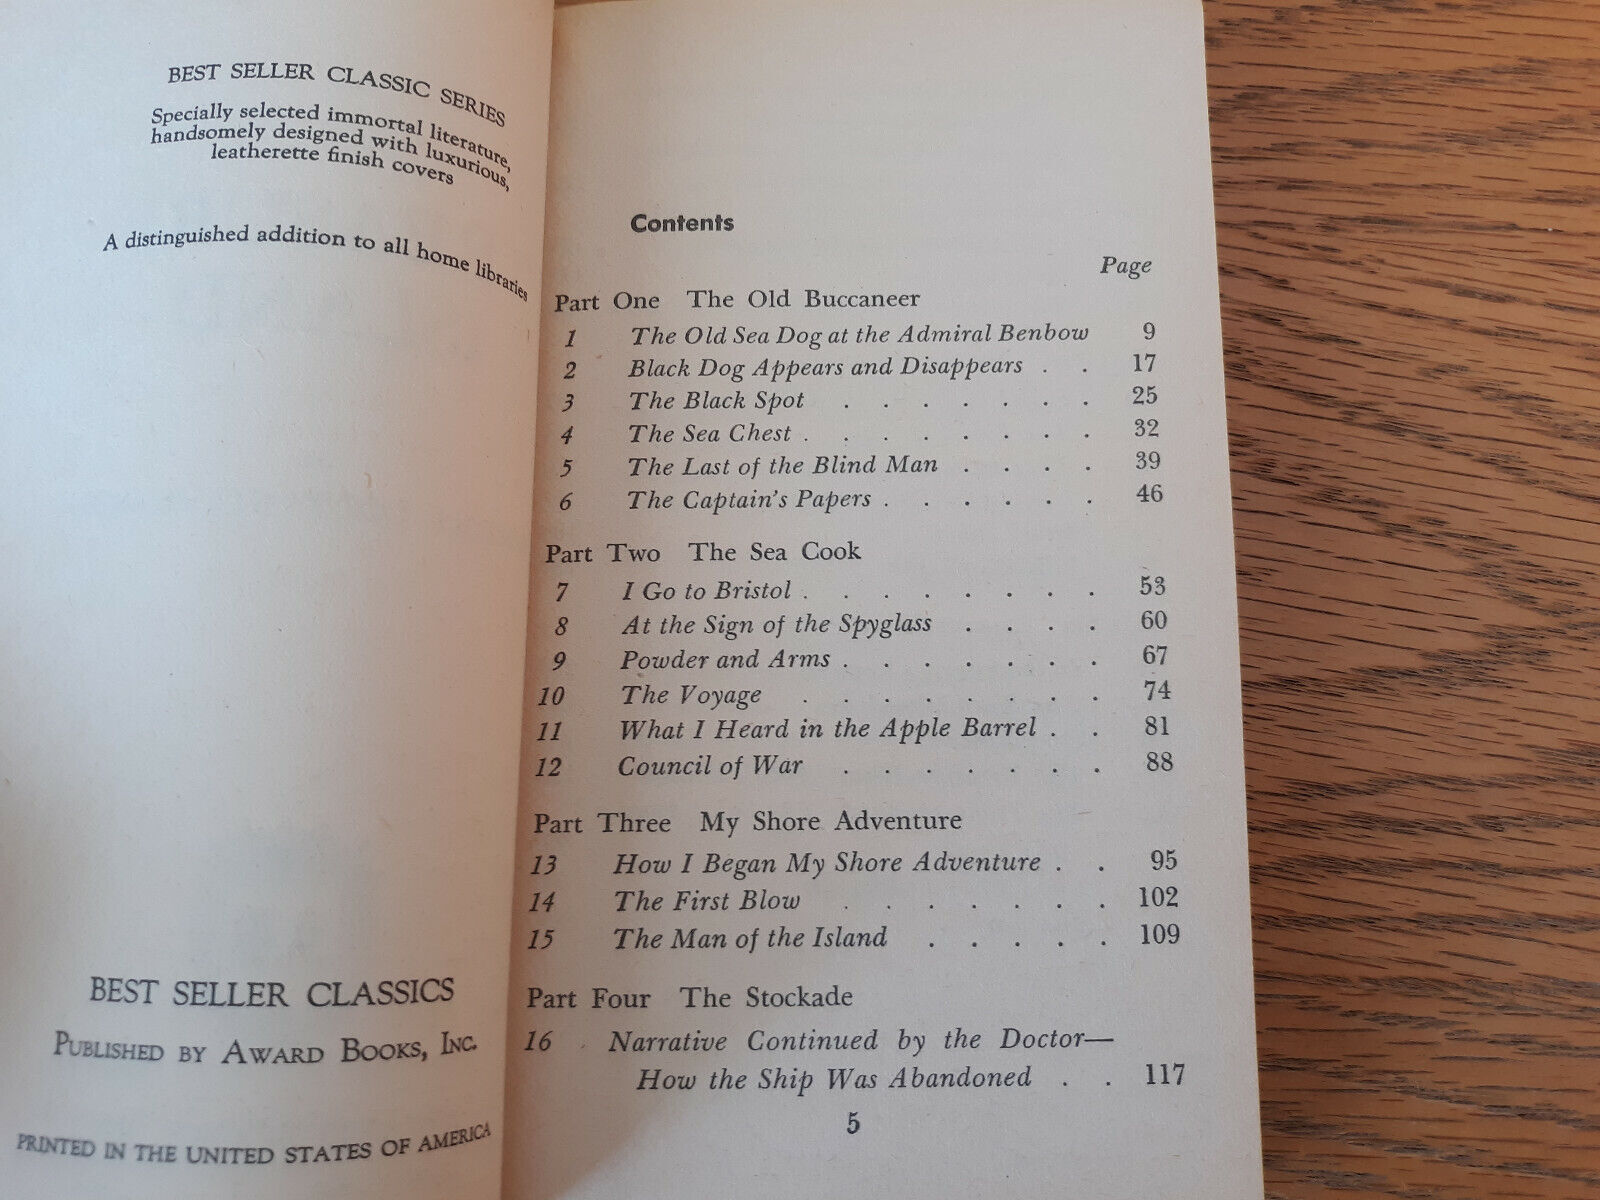 BEST SELLER CLASSIC SERIES
Specially selected immortal literature,
handsomely designed with luxurious,
leatherette finish covers
A distinguished addition to all home libraries
BEST SELLER CLASSICS
PUBLISHED BY AWARD BOOKS, INC.
PRINTED IN THE UNITED STATES OF AMERICA
Contents
Page
Part One The Old Buccaneer
1 The Old Sea Dog at the Admiral Benbow 9
2 Black Dog Appears and Disappears . . 17
3 The Black Spot . . . . . . . 25
4 The Sea Chest . . . . . . . . 32
5 The Last of the Blind Man . . . . 39
6 The Captain's Papers . . . . . . 46
Part Two The Sea Cook
7 I Go to Bristol . . . . . . . . 53
8 At the Sign of the Spyglass . . . . 60
9 Powder and Arms . . . . . . . 67
10 The Voyage . . . . . . . . 74
11 What I Heard in the Apple Barrel . . 81
12 Council of War . . . . . . . 88
Part Three My Shore Adventure
13 How I Began My Shore Adventure . . 95
14 The First Blow . . . . . . . 102
15 The Man of the Island . . . . . 109
Part Four The Stockade
16 Narrative Continued by the Doctor—
How the Ship Was Abandoned . . 117
5